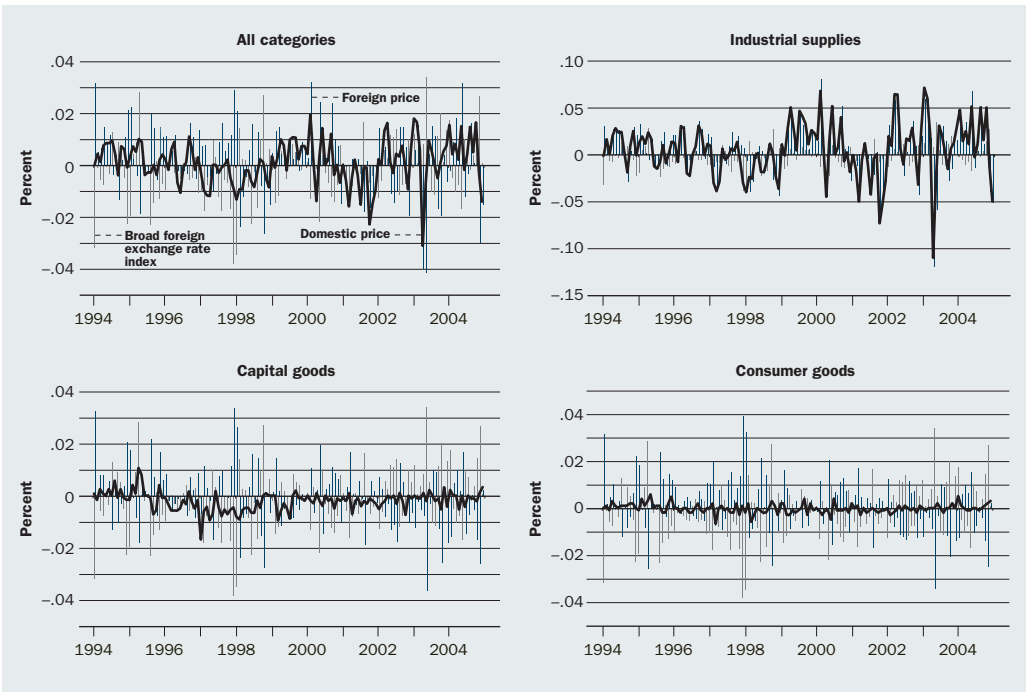 All categories
Percent
.04
.02
0
–.02
–.04
Foreign price
Domestic price
Broad foreign
exchange rate
index
1994 1996 1998 2000 2002 2004
Industrial supplies
Percent
.10
.05
0
–.05
–.10
–.15
1994 1996 1998 2000 2002 2004
Capital goods
Percent
.04
.02
0
–.02
–.04
1994 1996 1998 2000 2002 2004
Consumer goods
Percent
.04
.02
0
–.02
–.04
1994 1996 1998 2000 2002 2004